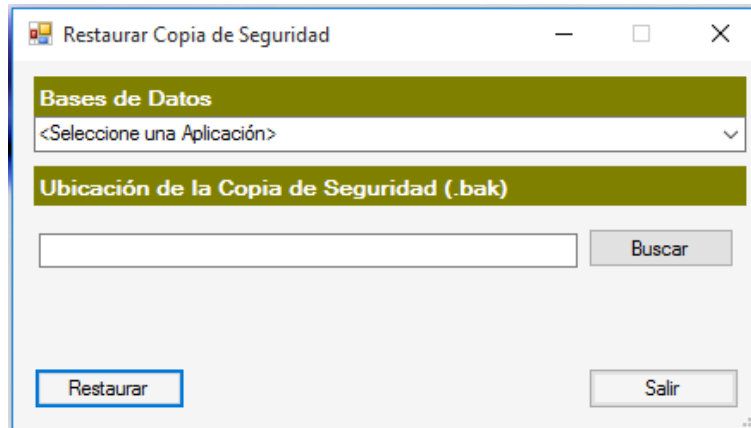 Restaurar Copia de Seguridad
Bases de Datos
<Seleccione una Aplicación>
Ubicación de la Copia de Seguridad (.bak)
Buscar
Restaurar
Salir